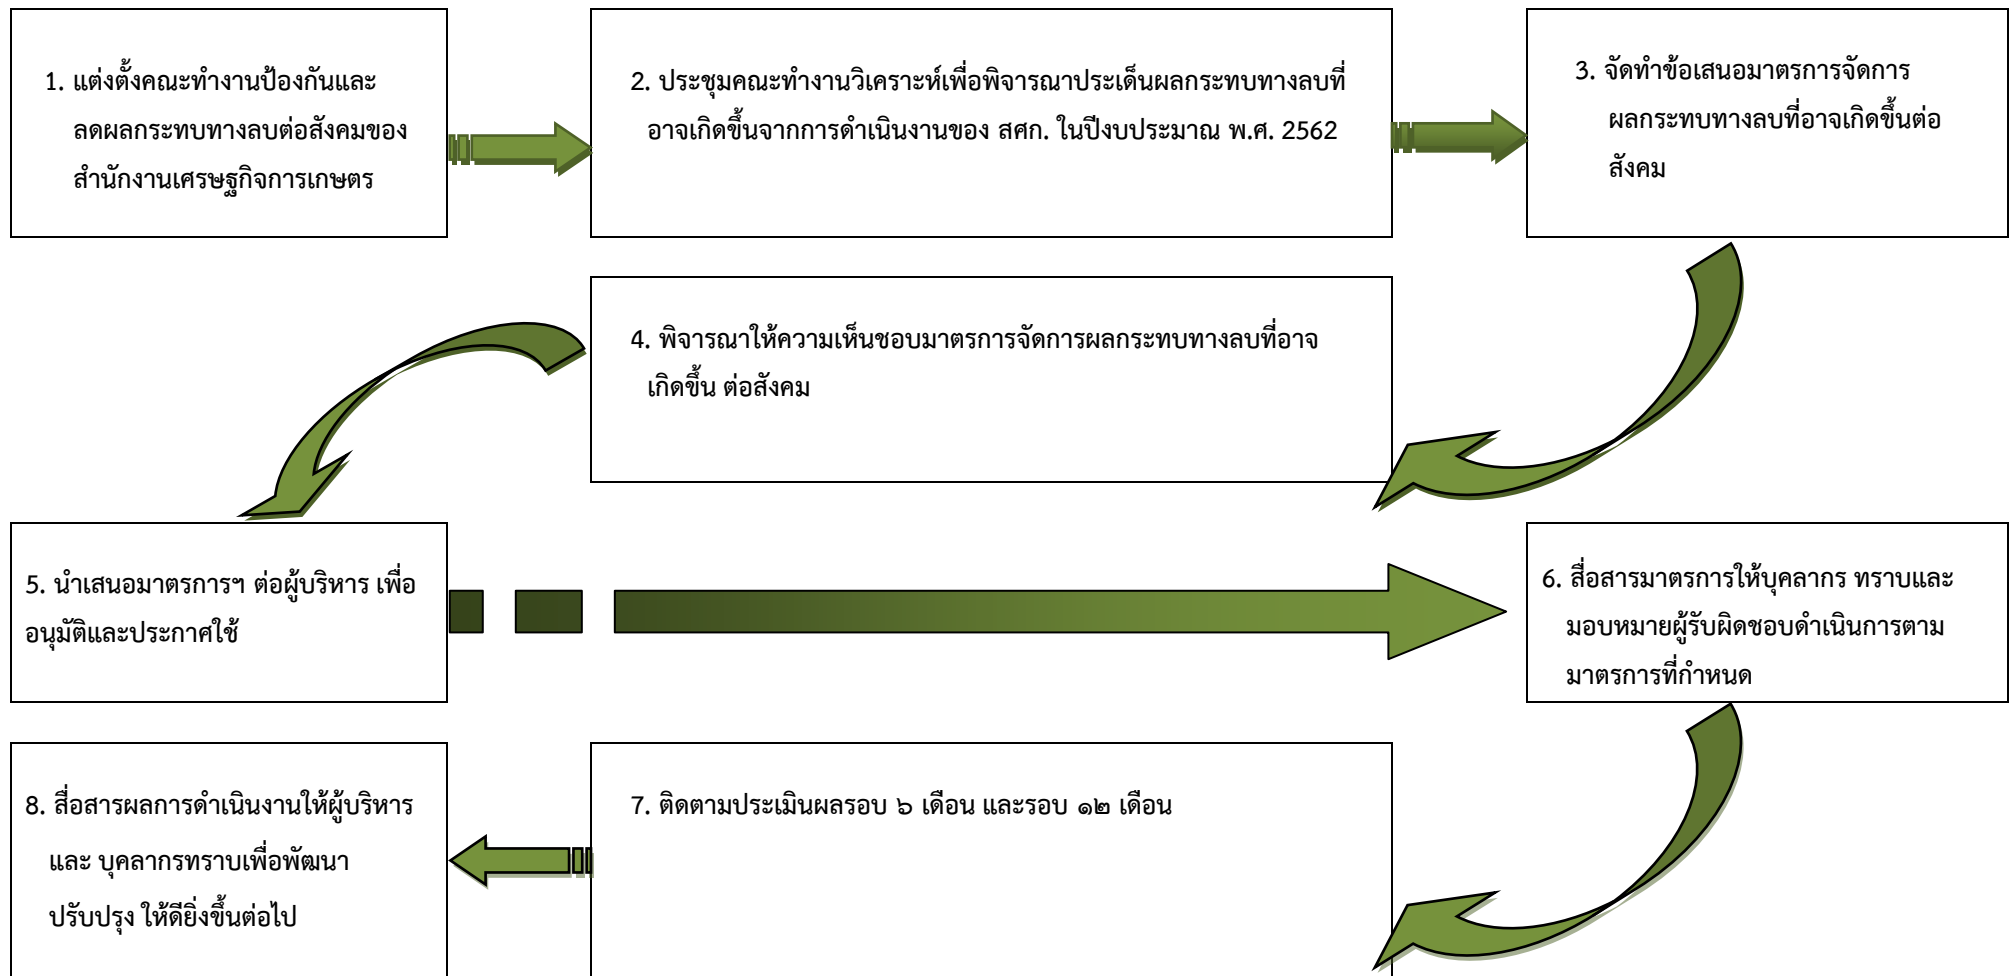 1. แต่งตั้งคณะทำงานป้องกันและ
ลดผลกระทบทางลบต่อสังคมของ
สำนักงานเศรษฐกิจการเกษตร
2. ประชุมคณะทำงานวิเคราะห์เพื่อพิจารณาประเด็นผลกระทบทางลบที่
อาจเกิดขึ้นจากการดำเนินงานของ สศก. ในปีงบประมาณ พ.ศ. 2562
3. จัดทำข้อเสนอมาตรการจัดการ
ผลกระทบทางลบที่อาจเกิดขึ้นต่อ
สังคม
4. พิจารณาให้ความเห็นชอบมาตรการจัดการผลกระทบทางลบที่อาจ
เกิดขึ้น ต่อสังคม
5. นำเสนอมาตรการฯ ต่อผู้บริหาร เพื่อ
อนุมัติและประกาศใช้
6. สื่อสารมาตรการให้บุคลากร ทราบและ
มอบหมายผู้รับผิดชอบดำเนินการตาม
มาตรการที่กำหนด
7. ติดตามประเมินผลรอบ ๖ เดือน และรอบ ๑๒ เดือน
8. สื่อสารผลการดำเนินงานให้ผู้บริหาร
และ บุคลากรทราบเพื่อพัฒนา
ปรับปรุง ให้ดียิ่งขึ้นต่อไป